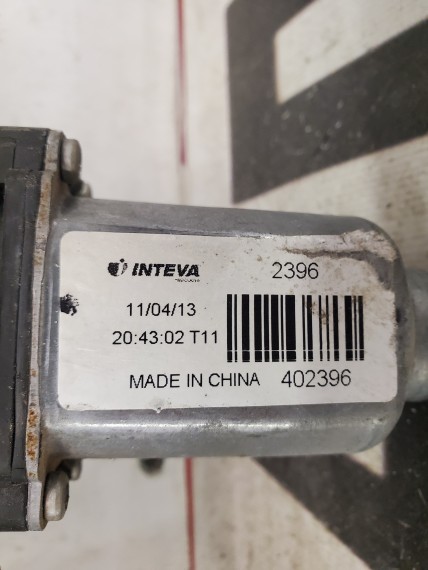 INTEVA 2396
11/04/13
20:43:02 T11
MADE IN CHINA 402396